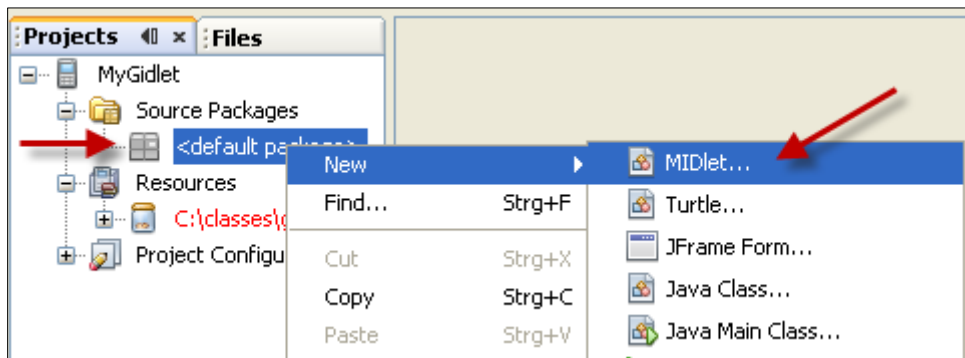 Projects Files
MyGidlet
Source Packages
<default package>
Resources
C:\classes\
Project Configu
New
Find... Strg+F
Cut Strg+X
Copy Strg+C
Paste Strg+V
MIDlet...
Turtle...
JFrame Form...
Java Class...
Java Main Class...